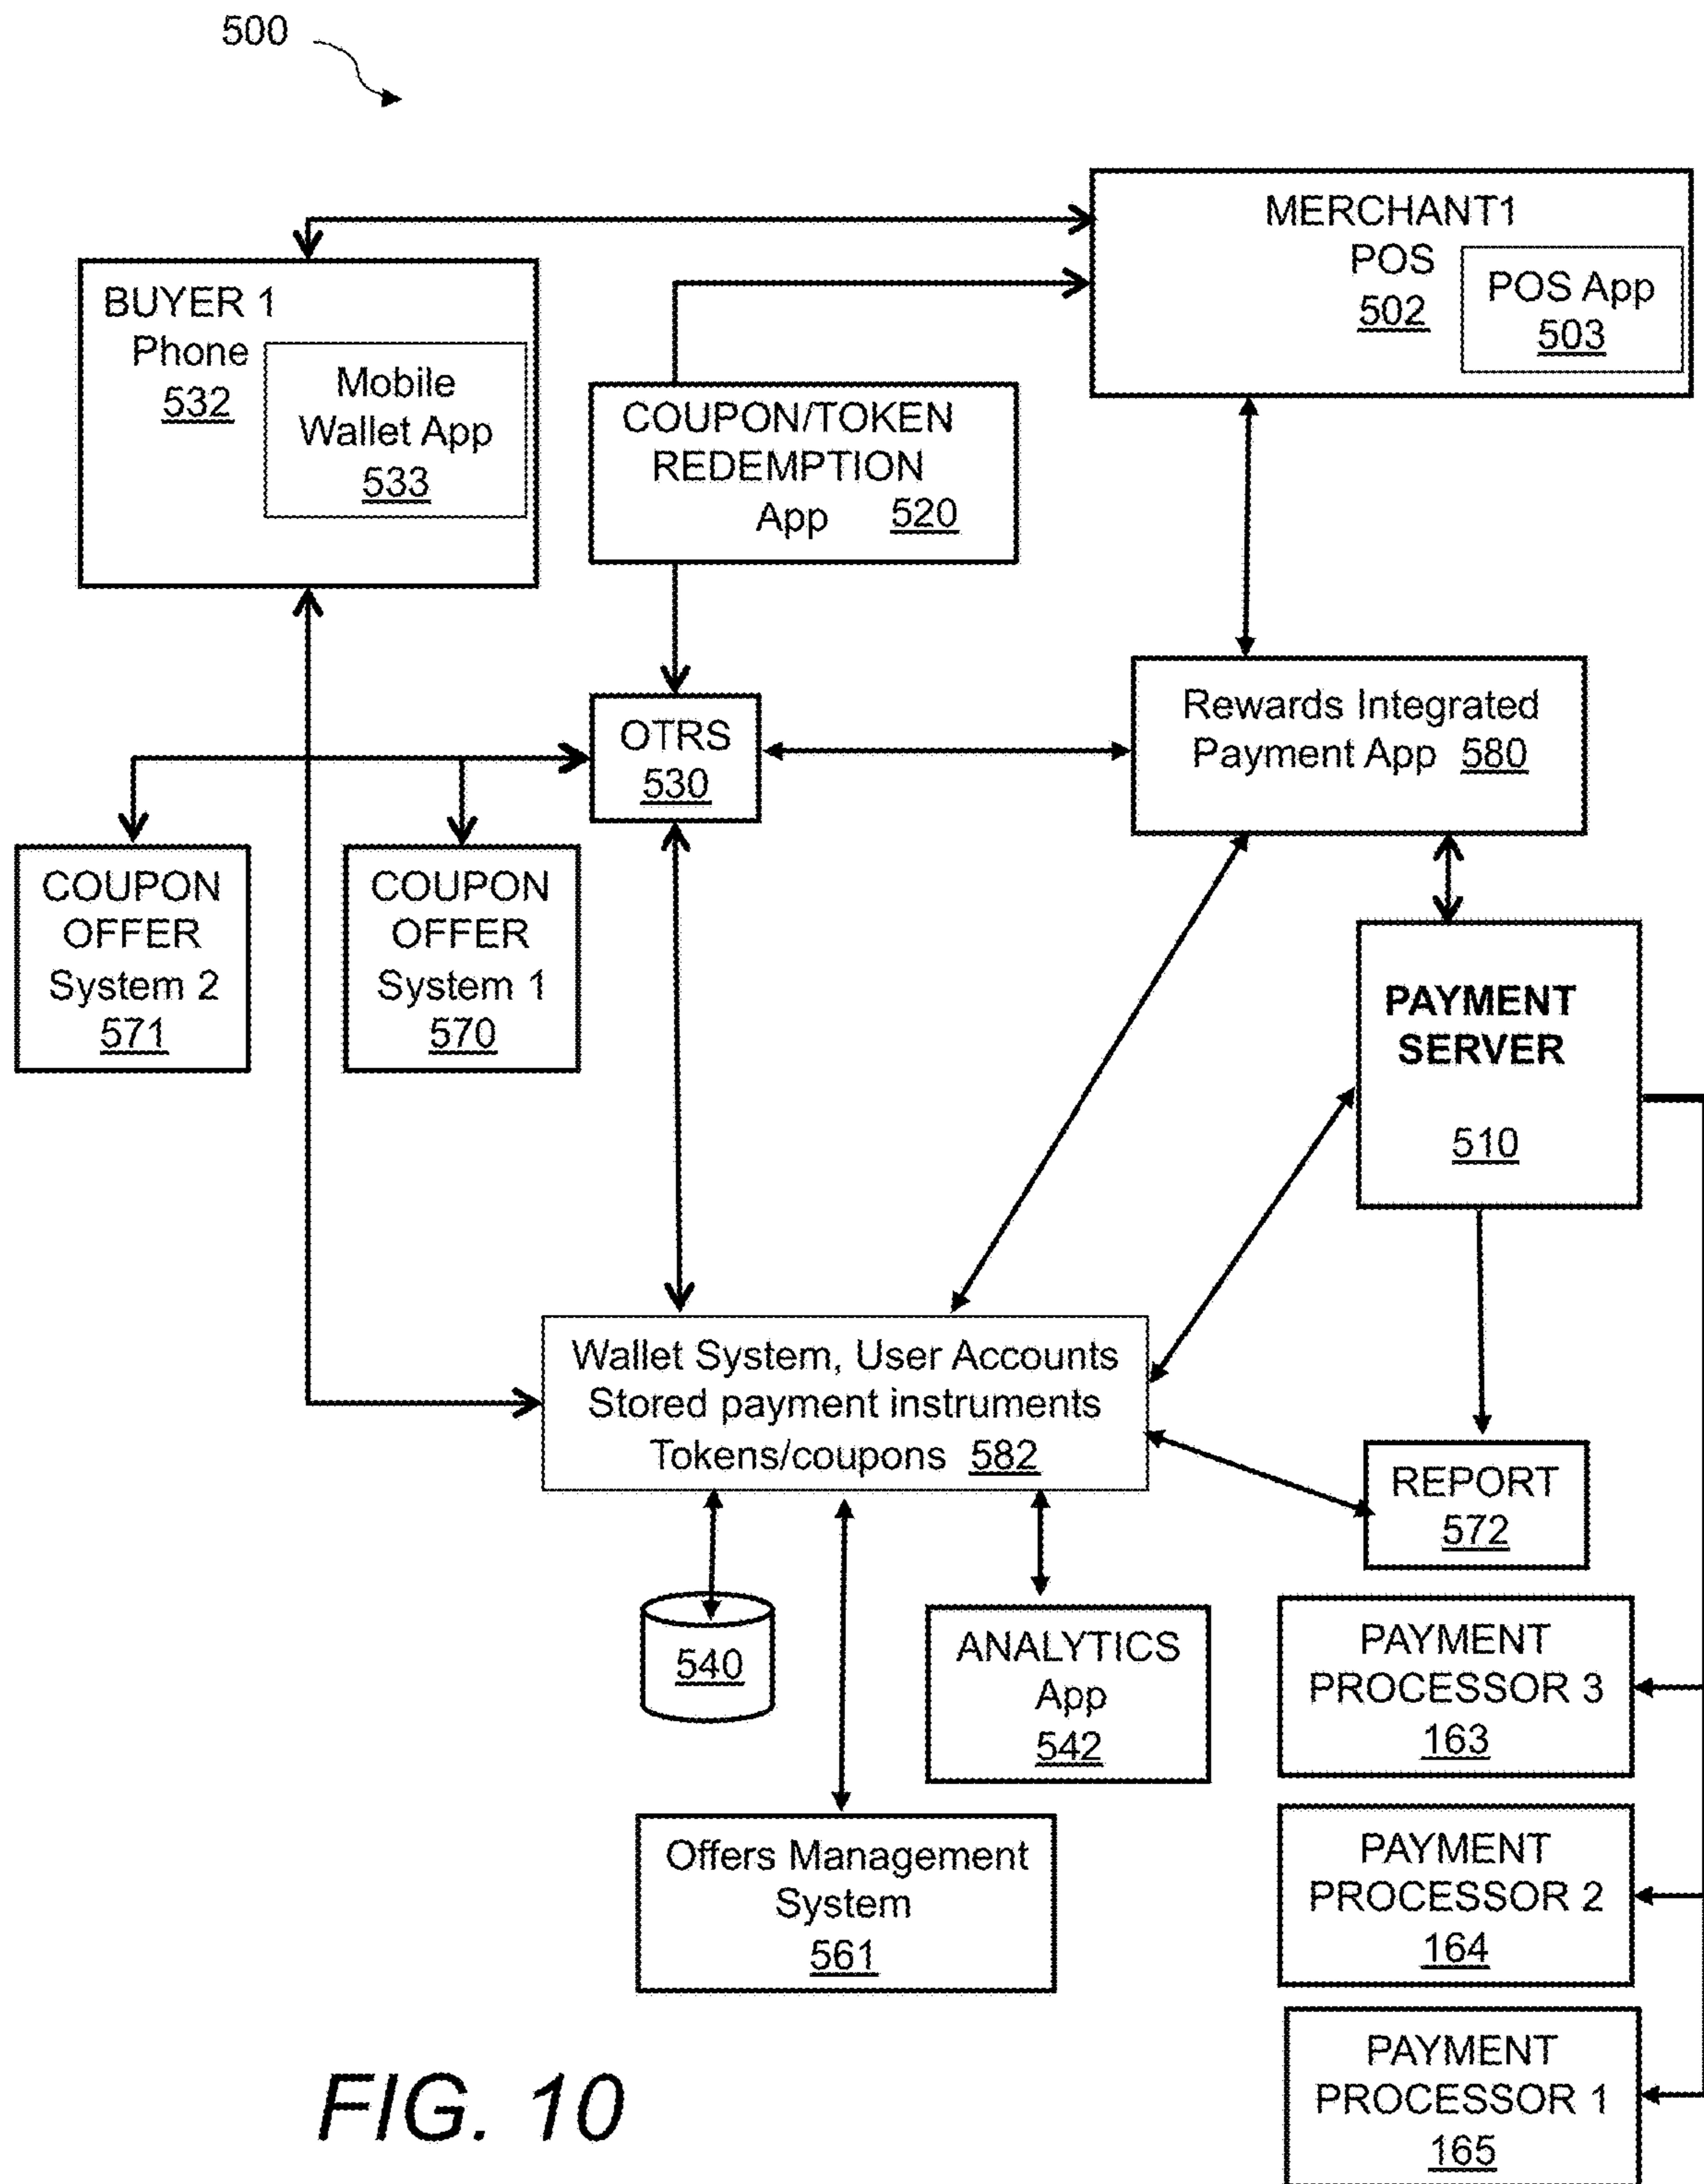 500
MERCHANT1
POS
502
POS App
503
BUYER 1
Phone
532
Mobile
Wallet App
533
COUPON/TOKEN
REDEMPTION
App 520
OTRS
530
Rewards Integrated
Payment App 580
COUPON
OFFER
System 2
571
COUPON
OFFER
System 1
570
PAYMENT
SERVER
510
Wallet System, User Accounts
Stored payment instruments
Tokens/coupons 582
REPORT
572
540
ANALYTICS
App
542
PAYMENT
PROCESSOR 3
163
Offers Management
System
561
PAYMENT
PROCESSOR 2
164
PAYMENT
PROCESSOR 1
165
FIG. 10